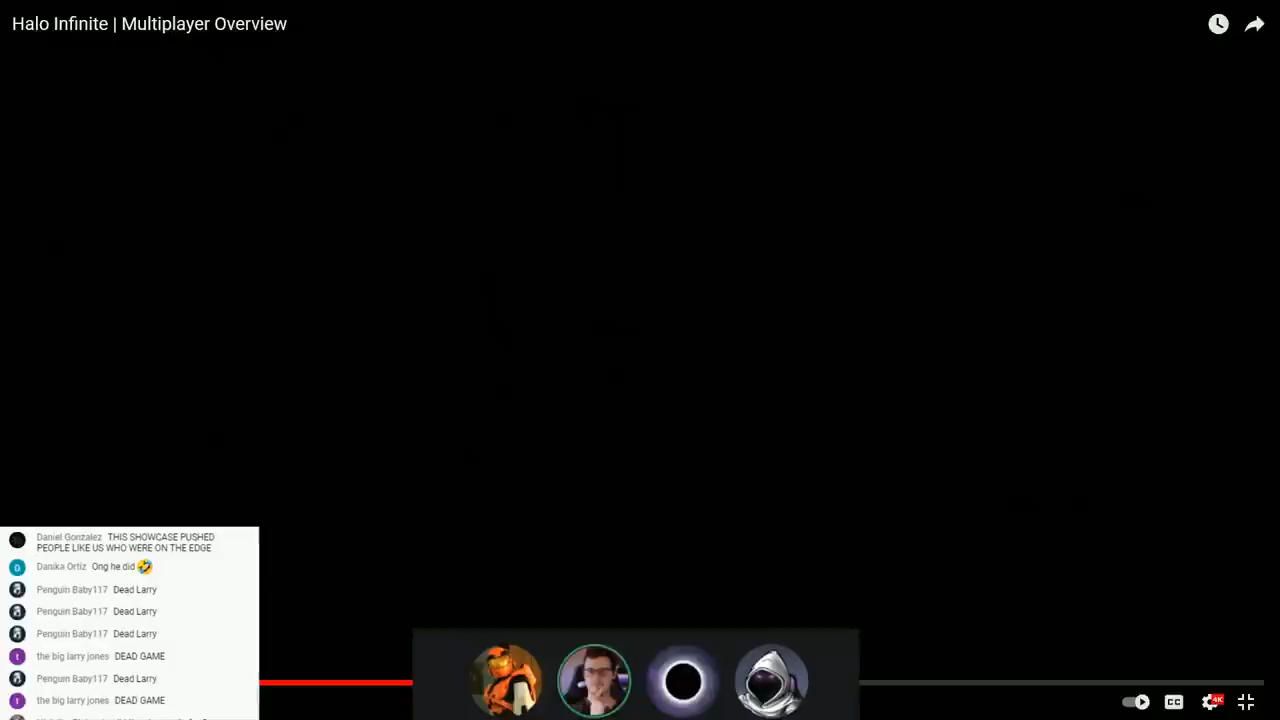 Halo Infinite | Multiplayer Overview
Daniel Gonzalez THIS SHOWCASE PUSHED
PEOPLE LIKE US WHO WERE ON THE EDGE
Danika Ortiz Ong he did 🤣
Penguin Baby117 Dead Larry
Penguin Baby117 Dead Larry
Penguin Baby117 Dead Larry
the big larry jones DEAD GAME
Penguin Baby117 Dead Larry
the big larry jones DEAD GAME
CC
4K